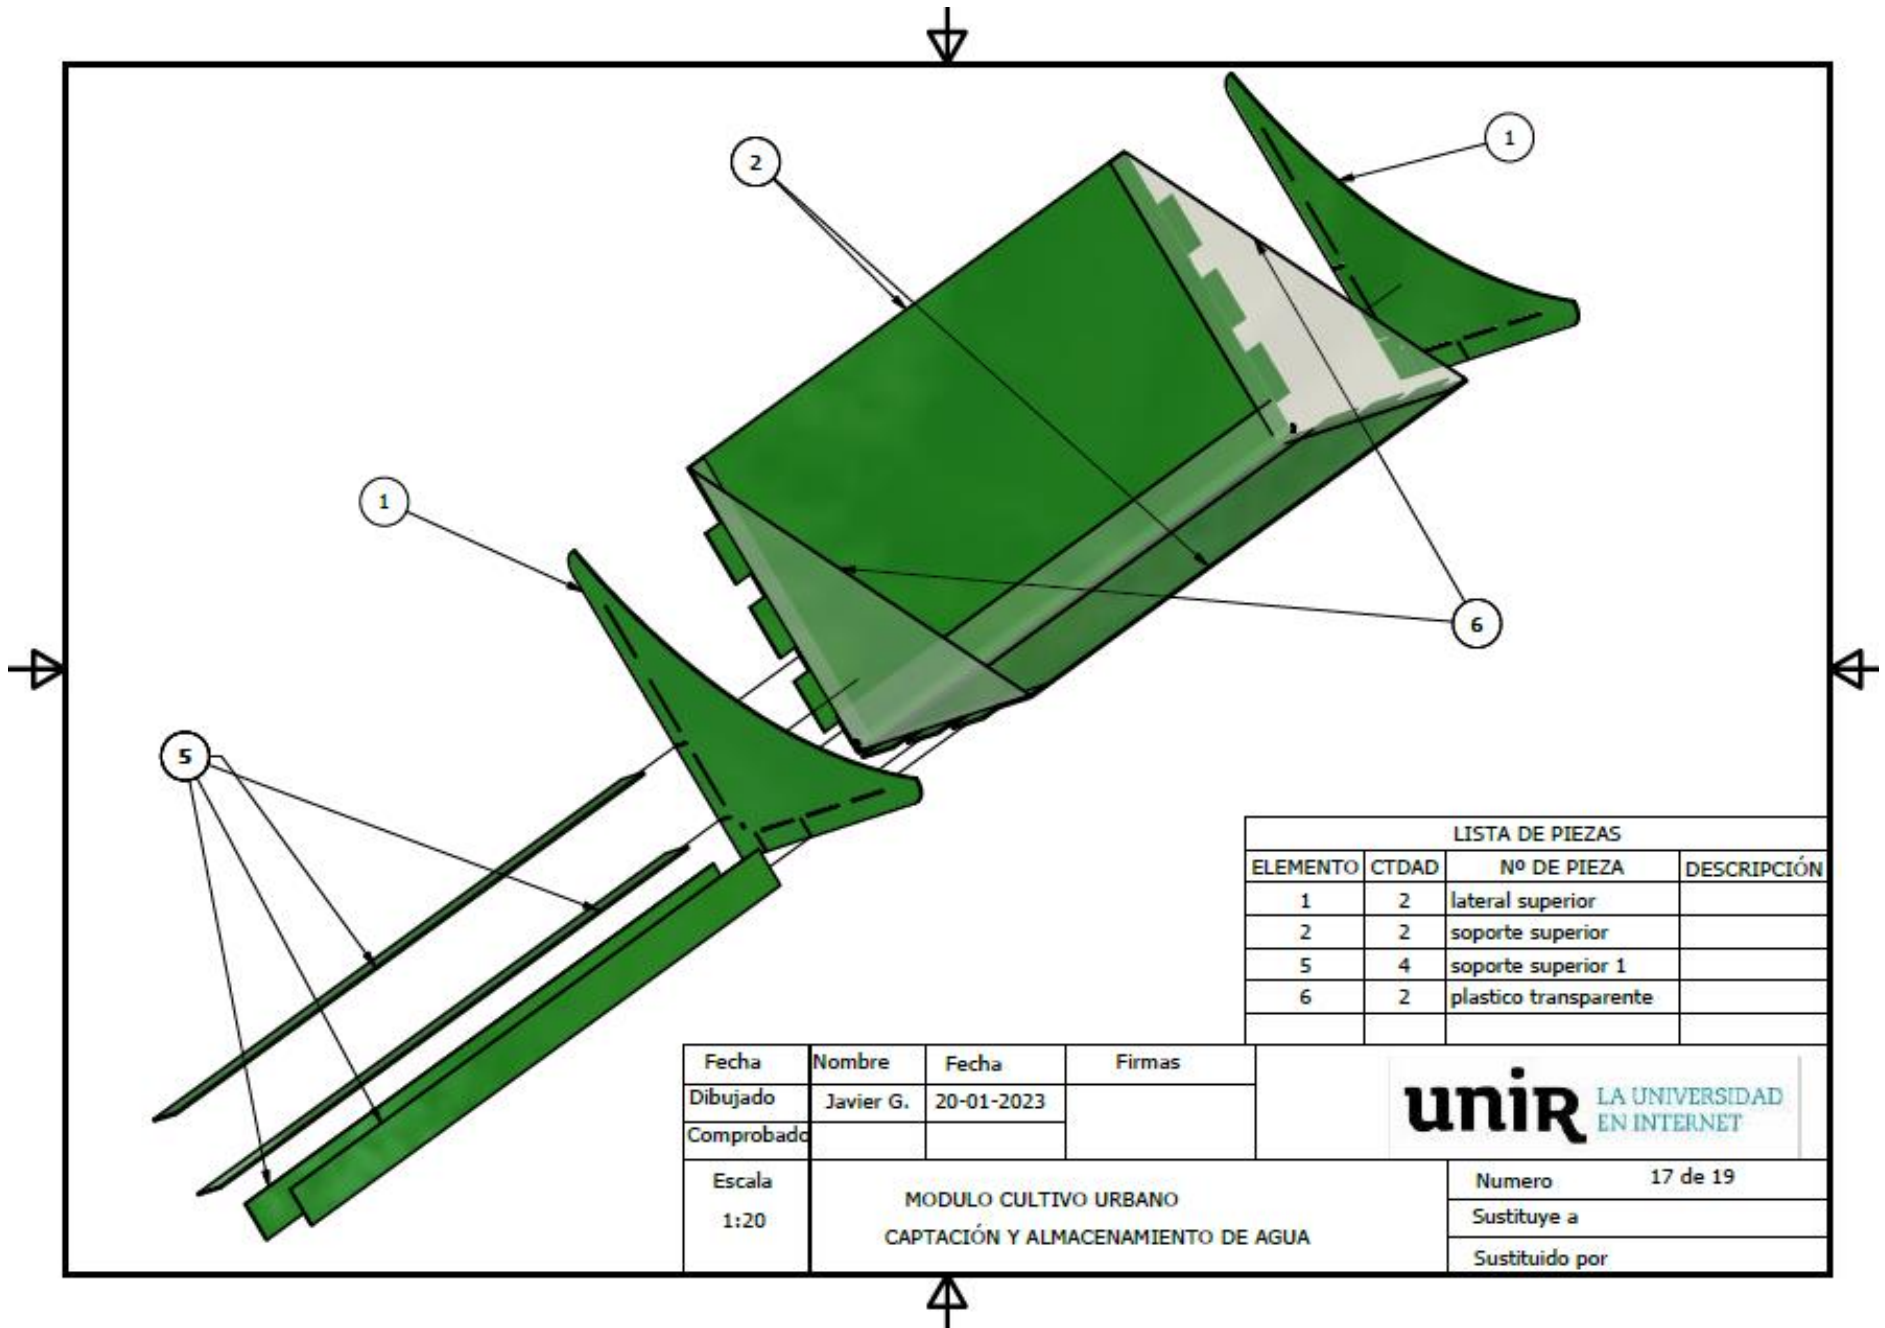 1
2
1
6
5
LISTA DE PIEZAS
ELEMENTO CTDAD Nº DE PIEZA DESCRIPCIÓN
1 2 lateral superior
2 2 soporte superior
5 4 soporte superior 1
6 2 plastico transparente
Fecha Nombre Fecha Firmas
Dibujado Javier G. 20-01-2023
Comprobado
uniR LA UNIVERSIDAD
EN INTERNET
Escala
1:20
MODULO CULTIVO URBANO
CAPTACIÓN Y ALMACENAMIENTO DE AGUA
Numero 17 de 19
Sustituye a
Sustituido por